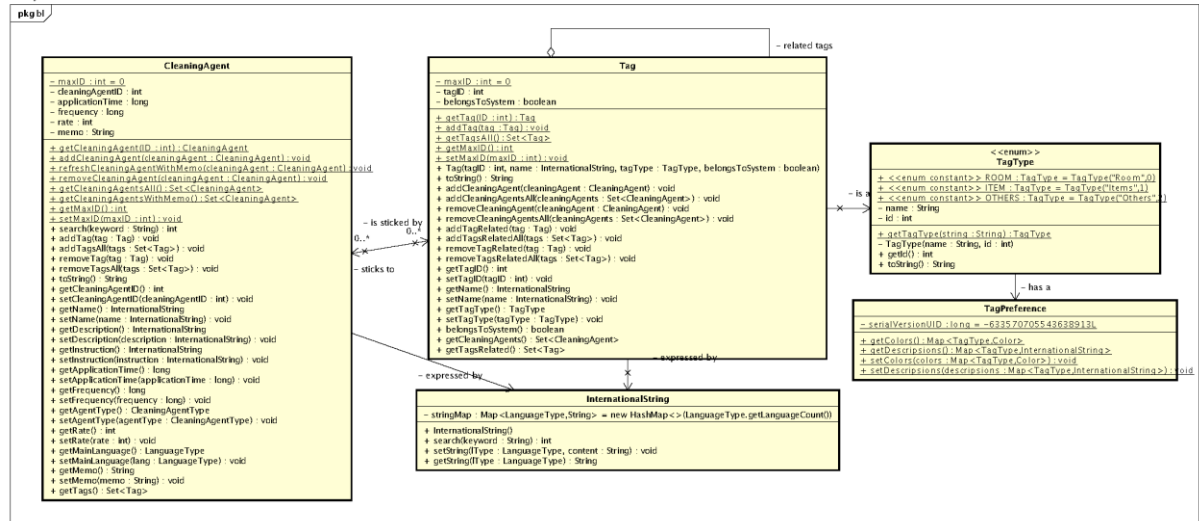 pkg bl
CleaningAgent
- maxID : int = 0
- cleaningAgentID : int
- applicationTime : long
- frequency : long
- rate : int
- memo : String
+ getCleaningAgent(ID : int) : CleaningAgent
+ addCleaningAgent(cleaningAgent : CleaningAgent) : void
+ refreshCleaningAgentWithMemo(cleaningAgent : CleaningAgent) : void
+ removeCleaningAgent(cleaningAgent : CleaningAgent) : void
+ getCleaningAgentsAll() : Set<CleaningAgent>
+ getCleaningAgentsWithMemo() : Set<CleaningAgent>
+ getMaxID() : int
+ setMaxID(maxID : int) : void
+ search(keyword : String) : int
+ addTag(tag : Tag) : void
+ addTagsAll(tags : Set<Tag>) : void
+ removeTag(tag : Tag) : void
+ removeTagsAll(tags : Set<Tag>) : void
+ toString() : String
+ getCleaningAgentID() : int
+ setCleaningAgentID(cleaningAgentID : int) : void
+ getName() : InternationalString
+ setName(name : InternationalString) : void
+ getDescription() : InternationalString
+ setDescription(description : InternationalString) : void
+ getInstruction() : InternationalString
+ setInstruction(instruction : InternationalString) : void
+ getApplicationTime() : long
+ setApplicationTime(applicationTime : long) : void
+ getFrequency() : long
+ setFrequency(frequency : long) : void
+ getAgentType() : CleaningAgentType
+ setAgentType(agentType : CleaningAgentType) : void
+ getRate() : int
+ setRate(rate : int) : void
+ getMainLanguage() : LanguageType
+ setMainLanguage(lang : LanguageType) : void
+ getMemo() : String
+ setMemo(memo : String) : void
+ getTags() : Set<Tag>
- is sticked by
0..*
0..*
- sticks to
- related tags
Tag
- maxID : int = 0
- tagID : int
- belongsToSystem : boolean
+ getTag(ID : int) : Tag
+ addTag(tag : Tag) : void
+ getTagsAll() : Set<Tag>
+ getMaxID() : int
+ setMaxID(maxID : int) : void
+ Tag(tagID : int, name : InternationalString, tagType : TagType, belongsToSystem : boolean)
+ toString() : String
+ addCleaningAgent(cleaningAgent : CleaningAgent) : void
+ addCleaningAgentsAll(cleaningAgents : Set<CleaningAgent>) : void
+ removeCleaningAgent(cleaningAgent : CleaningAgent) : void
+ removeCleaningAgentsAll(cleaningAgents : Set<CleaningAgent>) : void
+ addTagRelated(tag : Tag) : void
+ addTagsRelatedAll(tags : Set<Tag>) : void
+ removeTagRelated(tag : Tag) : void
+ removeTagsRelatedAll(tags : Set<Tag>) : void
+ getTagID() : int
+ setTagID(tagID : int) : void
+ getName() : InternationalString
+ setName(name : InternationalString) : void
+ getTagType() : TagType
+ setTagType(tagType : TagType) : void
+ belongsToSystem() : boolean
+ getCleaningAgents() : Set<CleaningAgent>
+ getTagsRelated() : Set<Tag>
- is a
- expressed by
- expressed by
InternationalString
- stringMap : Map<LanguageType,String> = new HashMap<>(LanguageType.getLanguageCount())
+ InternationalString()
+ search(keyword : String) : int
+ setString(lType : LanguageType, content : String) : void
+ getString(lType : LanguageType) : String
<<enum>>
TagType
+ <<enum constant>> ROOM : TagType = TagType("Room",0)
+ <<enum constant>> ITEM : TagType = TagType("Items",1)
+ <<enum constant>> OTHERS : TagType = TagType("Others",2)
- name : String
- id : int
+ getTagType(string : String) : TagType
- TagType(name : String, id : int)
+ getId() : int
+ toString() : String
- has a
TagPreference
- serialVersionUID : long = -633570705543638913L
+ getColors() : Map<TagType,Color>
+ getDescripsions() : Map<TagType,InternationalString>
+ setColors(colors : Map<TagType,Color>) : void
+ setDescripsions(descripsions : Map<TagType,InternationalString>) : void